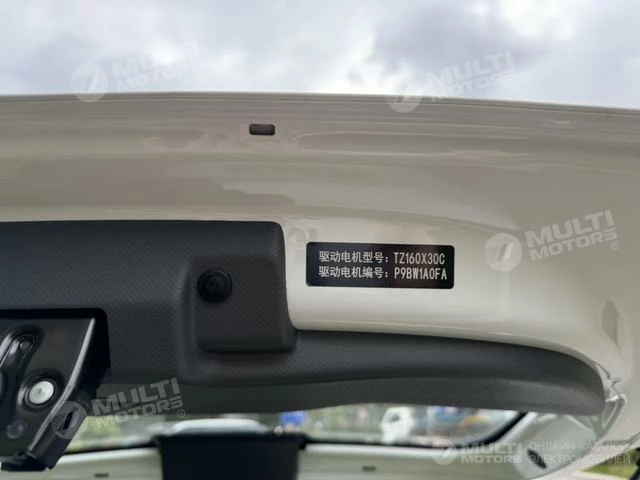 MULTI
MOTORS
MULTI
MOTORS
MULTI
MOTORS
驱动电机型号: TZ160X30C
驱动电机编号: P9BW1A0FA
MULTI
MOTORS
MULTI
MOTORS
ОНЛАЙН-КАТАЛОГ
ЭЛЕКТРОМОБИЛЕЙ